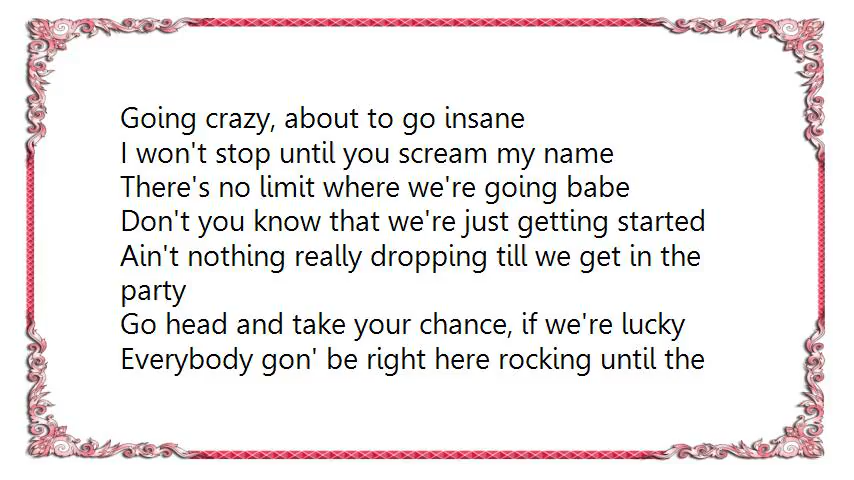 Going crazy, about to go insane
I won't stop until you scream my name
There's no limit where we're going babe
Don't you know that we're just getting started
Ain't nothing really dropping till we get in the
party
Go head and take your chance, if we're lucky
Everybody gon' be right here rocking until the